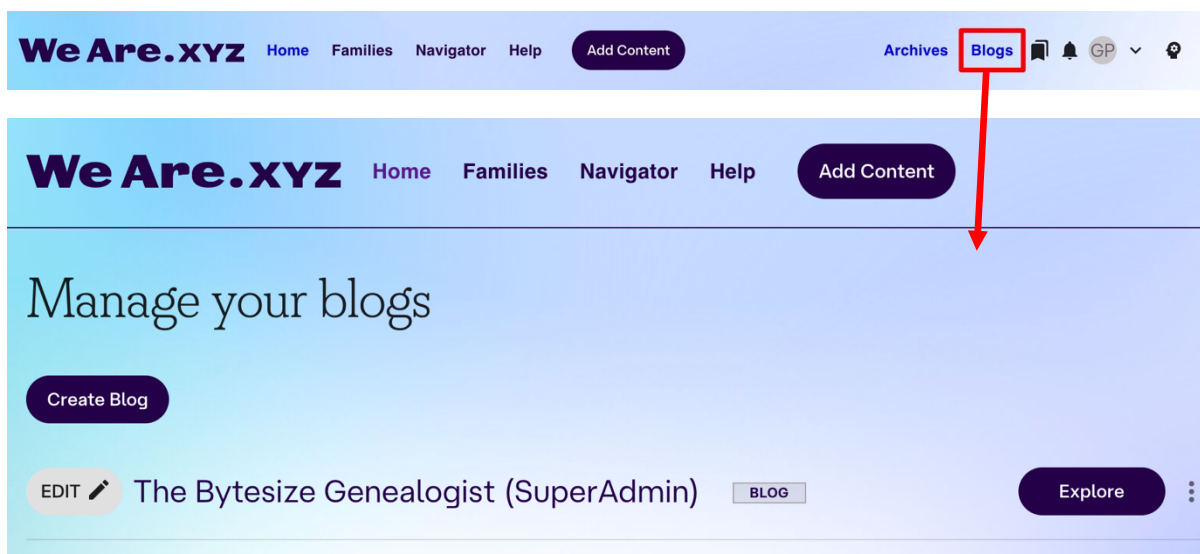 We Are.xyz Home Families Navigator Help Add Content Archives Blogs GP
We Are.xyz Home Families Navigator Help Add Content
Manage your blogs
Create Blog
EDIT The Bytesize Genealogist (SuperAdmin) BLOG Explore